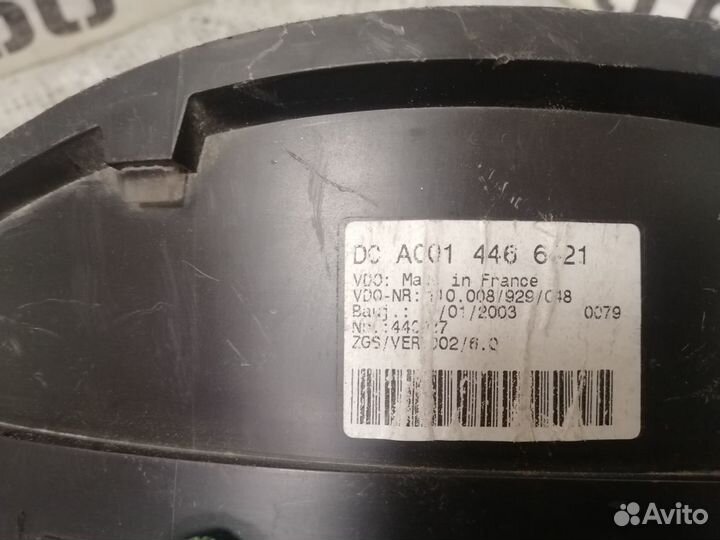 DC A001 446 6 21
VDO: Made in France
VDO-NR: 110.008/929/048
Bauj.: /01/2003 0079
ZGS/VER 002/6.0
Avito